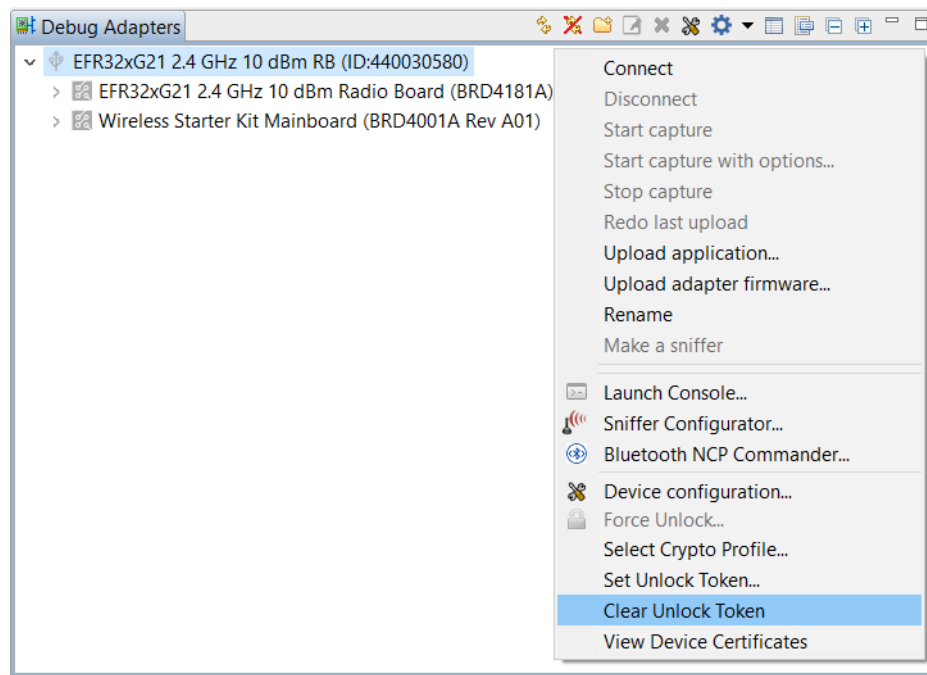 Debug Adapters
EFR32xG21 2.4 GHz 10 dBm RB (ID:440030580)
EFR32xG21 2.4 GHz 10 dBm Radio Board (BRD4181A)
Wireless Starter Kit Mainboard (BRD4001A Rev A01)
Connect
Disconnect
Start capture
Start capture with options...
Stop capture
Redo last upload
Upload application...
Upload adapter firmware...
Rename
Make a sniffer
Launch Console...
Sniffer Configurator...
Bluetooth NCP Commander...
Device configuration...
Force Unlock...
Select Crypto Profile...
Set Unlock Token...
Clear Unlock Token
View Device Certificates